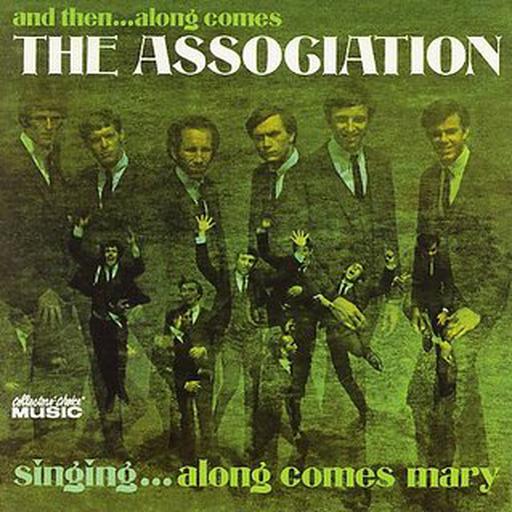 and then...along comes
THE ASSOCIATION
Collectors' Choice
MUSIC
singing...along comes mary